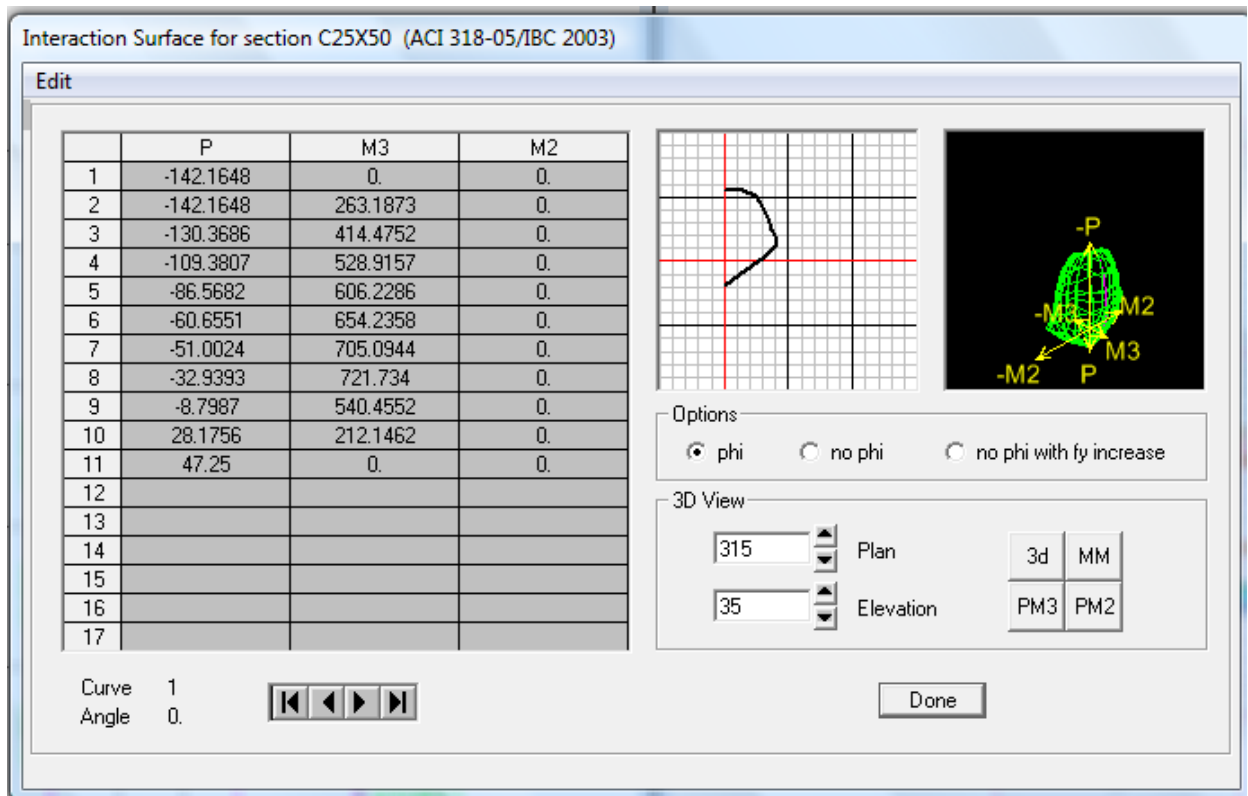 Interaction Surface for section C25X50 (ACI 318-05/IBC 2003)
Edit
P M3 M2
1 -142.1648 0. 0.
2 -142.1648 263.1873 0.
3 -130.3686 414.4752 0.
4 -109.3807 528.9157 0.
5 -86.5682 606.2286 0.
6 -60.6551 654.2358 0.
7 -51.0024 705.0944 0.
8 -32.9393 721.734 0.
9 -8.7987 540.4552 0.
10 28.1756 212.1462 0.
11 47.25 0. 0.
12
13
14
15
16
17
Curve 1
Angle 0.
-P
-M3 M2
M3
-M2 P
Options
phi no phi no phi with fy increase
3D View
315 Plan
35 Elevation
3d MM
PM3 PM2
Done